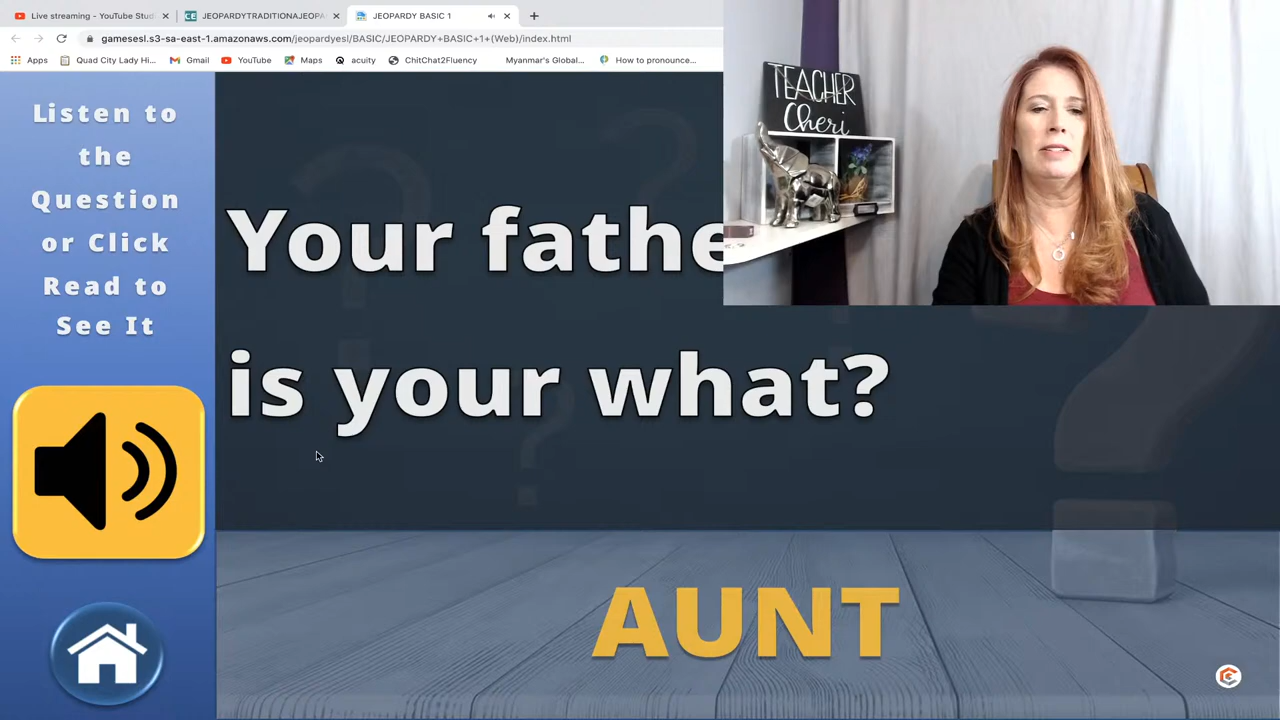 Live streaming - YouTube Stud
JEOPARDYTRADITIONAJEOPA
JEOPARDY BASIC 1
gamesesl.s3-sa-east-1.amazonaws.com/jeopardyesl/BASIC/JEOPARDY+BASIC+1+(Web)/index.html
Apps
Quad City Lady Hi...
Gmail
YouTube
Maps
acuity
ChitChat2Fluency
Myanmar's Global...
How to pronounce...
TEACHER
Cheri
Listen to
the
Question
or Click
Read to
See It
Your fathe
is your what?
AUNT